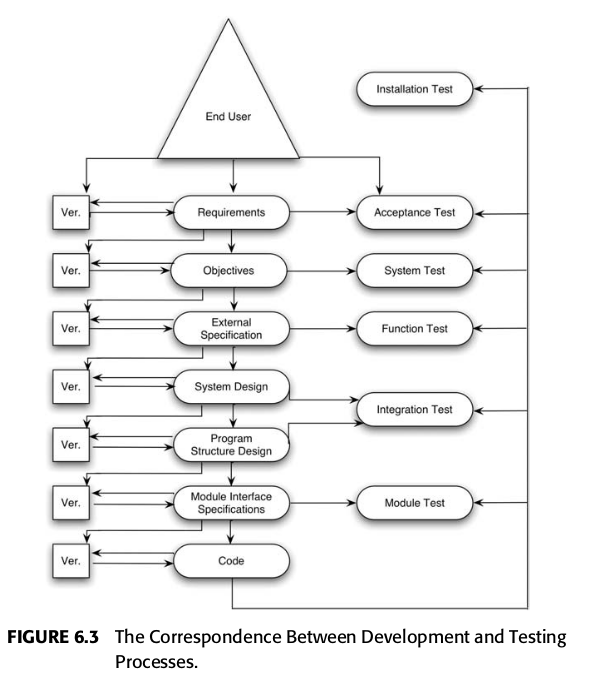 Installation Test
End User
Ver.
Requirements
Acceptance Test
Ver.
Objectives
System Test
Ver.
External
Specification
Function Test
Ver.
System Design
Integration Test
Ver.
Program
Structure Design
Ver.
Module Interface
Specifications
Module Test
Ver.
Code
FIGURE 6.3 The Correspondence Between Development and Testing
Processes.